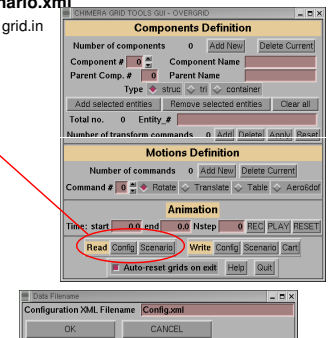 nario.xml
grid.in
CHIMERA GRID TOOLS GUI - OVERGRID
Components Definition
Number of components 0 Add New Delete Current
Component # 0 Component Name
Parent Comp. # 0 Parent Name
Type struc tri container
Add selected entities Remove selected entities Clear all
Total no. 0 Entity_#
Number of transform commands 0 Add Delete Apply Reset
Motions Definition
Number of commands 0 Add New Delete Current
Command # 0 Rotate Translate Table Aero6dof
Animation
Time: start 0.0 end 0.0 Nstep 0 REC PLAY RESET
Read Config Scenario Write Config Scenario Cart
Auto-reset grids on exit Help Quit
Data Filename
Configuration XML Filename Config.xml
OK CANCEL